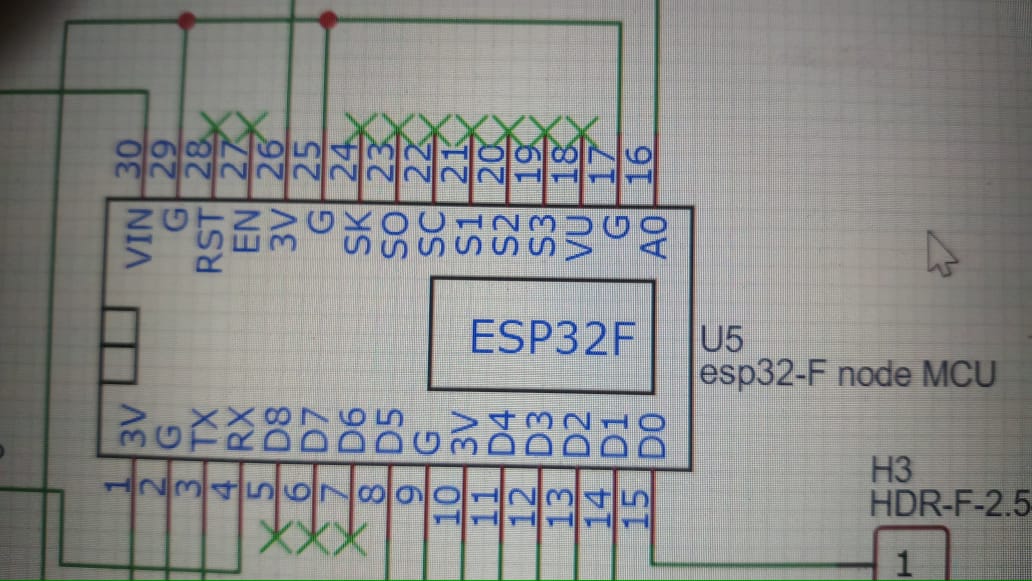 30 29 28 27 26 25 24 23 22 21 20 19 18 17 16
VIN G RST EN 3V G SK SO SC S1 S2 S3 VU G A0
ESP32F
U5
esp32-F node MCU
3V G TX RX D8 D7 D6 D5 G 3V D4 D3 D2 D1 D0
1 2 3 4 5 6 7 8 9 10 11 12 13 14 15
H3
HDR-F-2.5
1